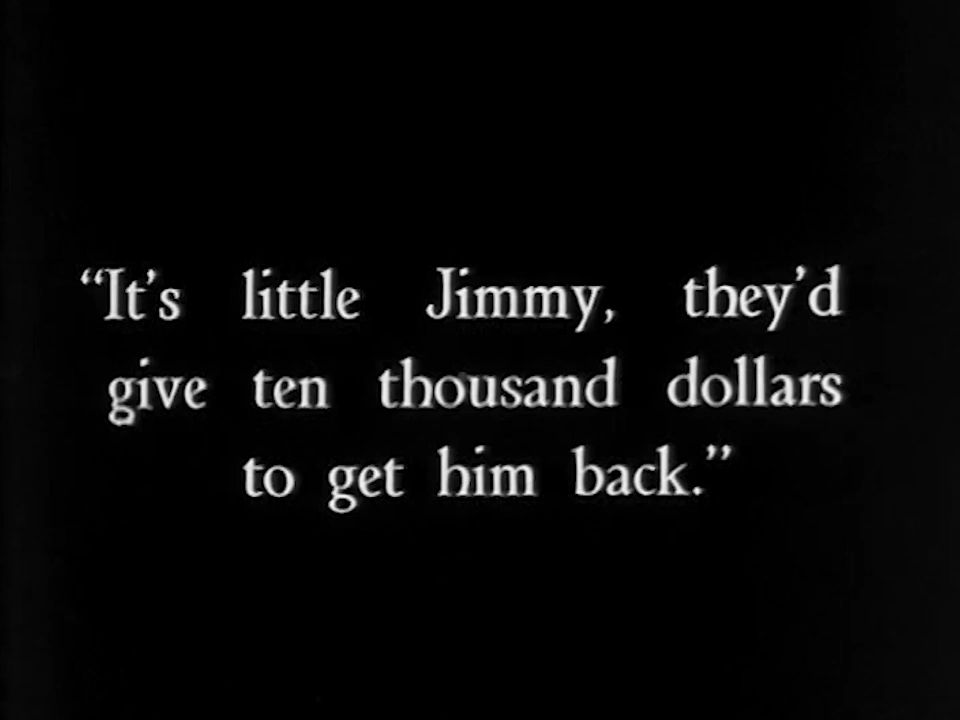 “It’s little Jimmy, they’d
give ten thousand dollars
to get him back.”